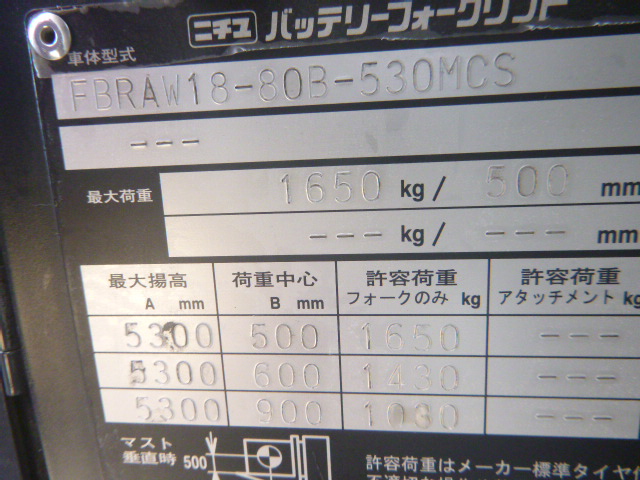 ニチユ バッテリーフォークリフト
車体型式
FBRAW18-80B-530MCS
---
最大荷重 1650 kg/ 500 mm
--- kg/ --- mm
最大揚高 荷重中心 許容荷重 許容荷重
A mm B mm フォークのみ kg アタッチメント kg
5300 500 1650 ---
5300 600 1430 ---
5300 900 1030 ---
マスト
垂直時 500
許容荷重はメーカー標準タイヤ